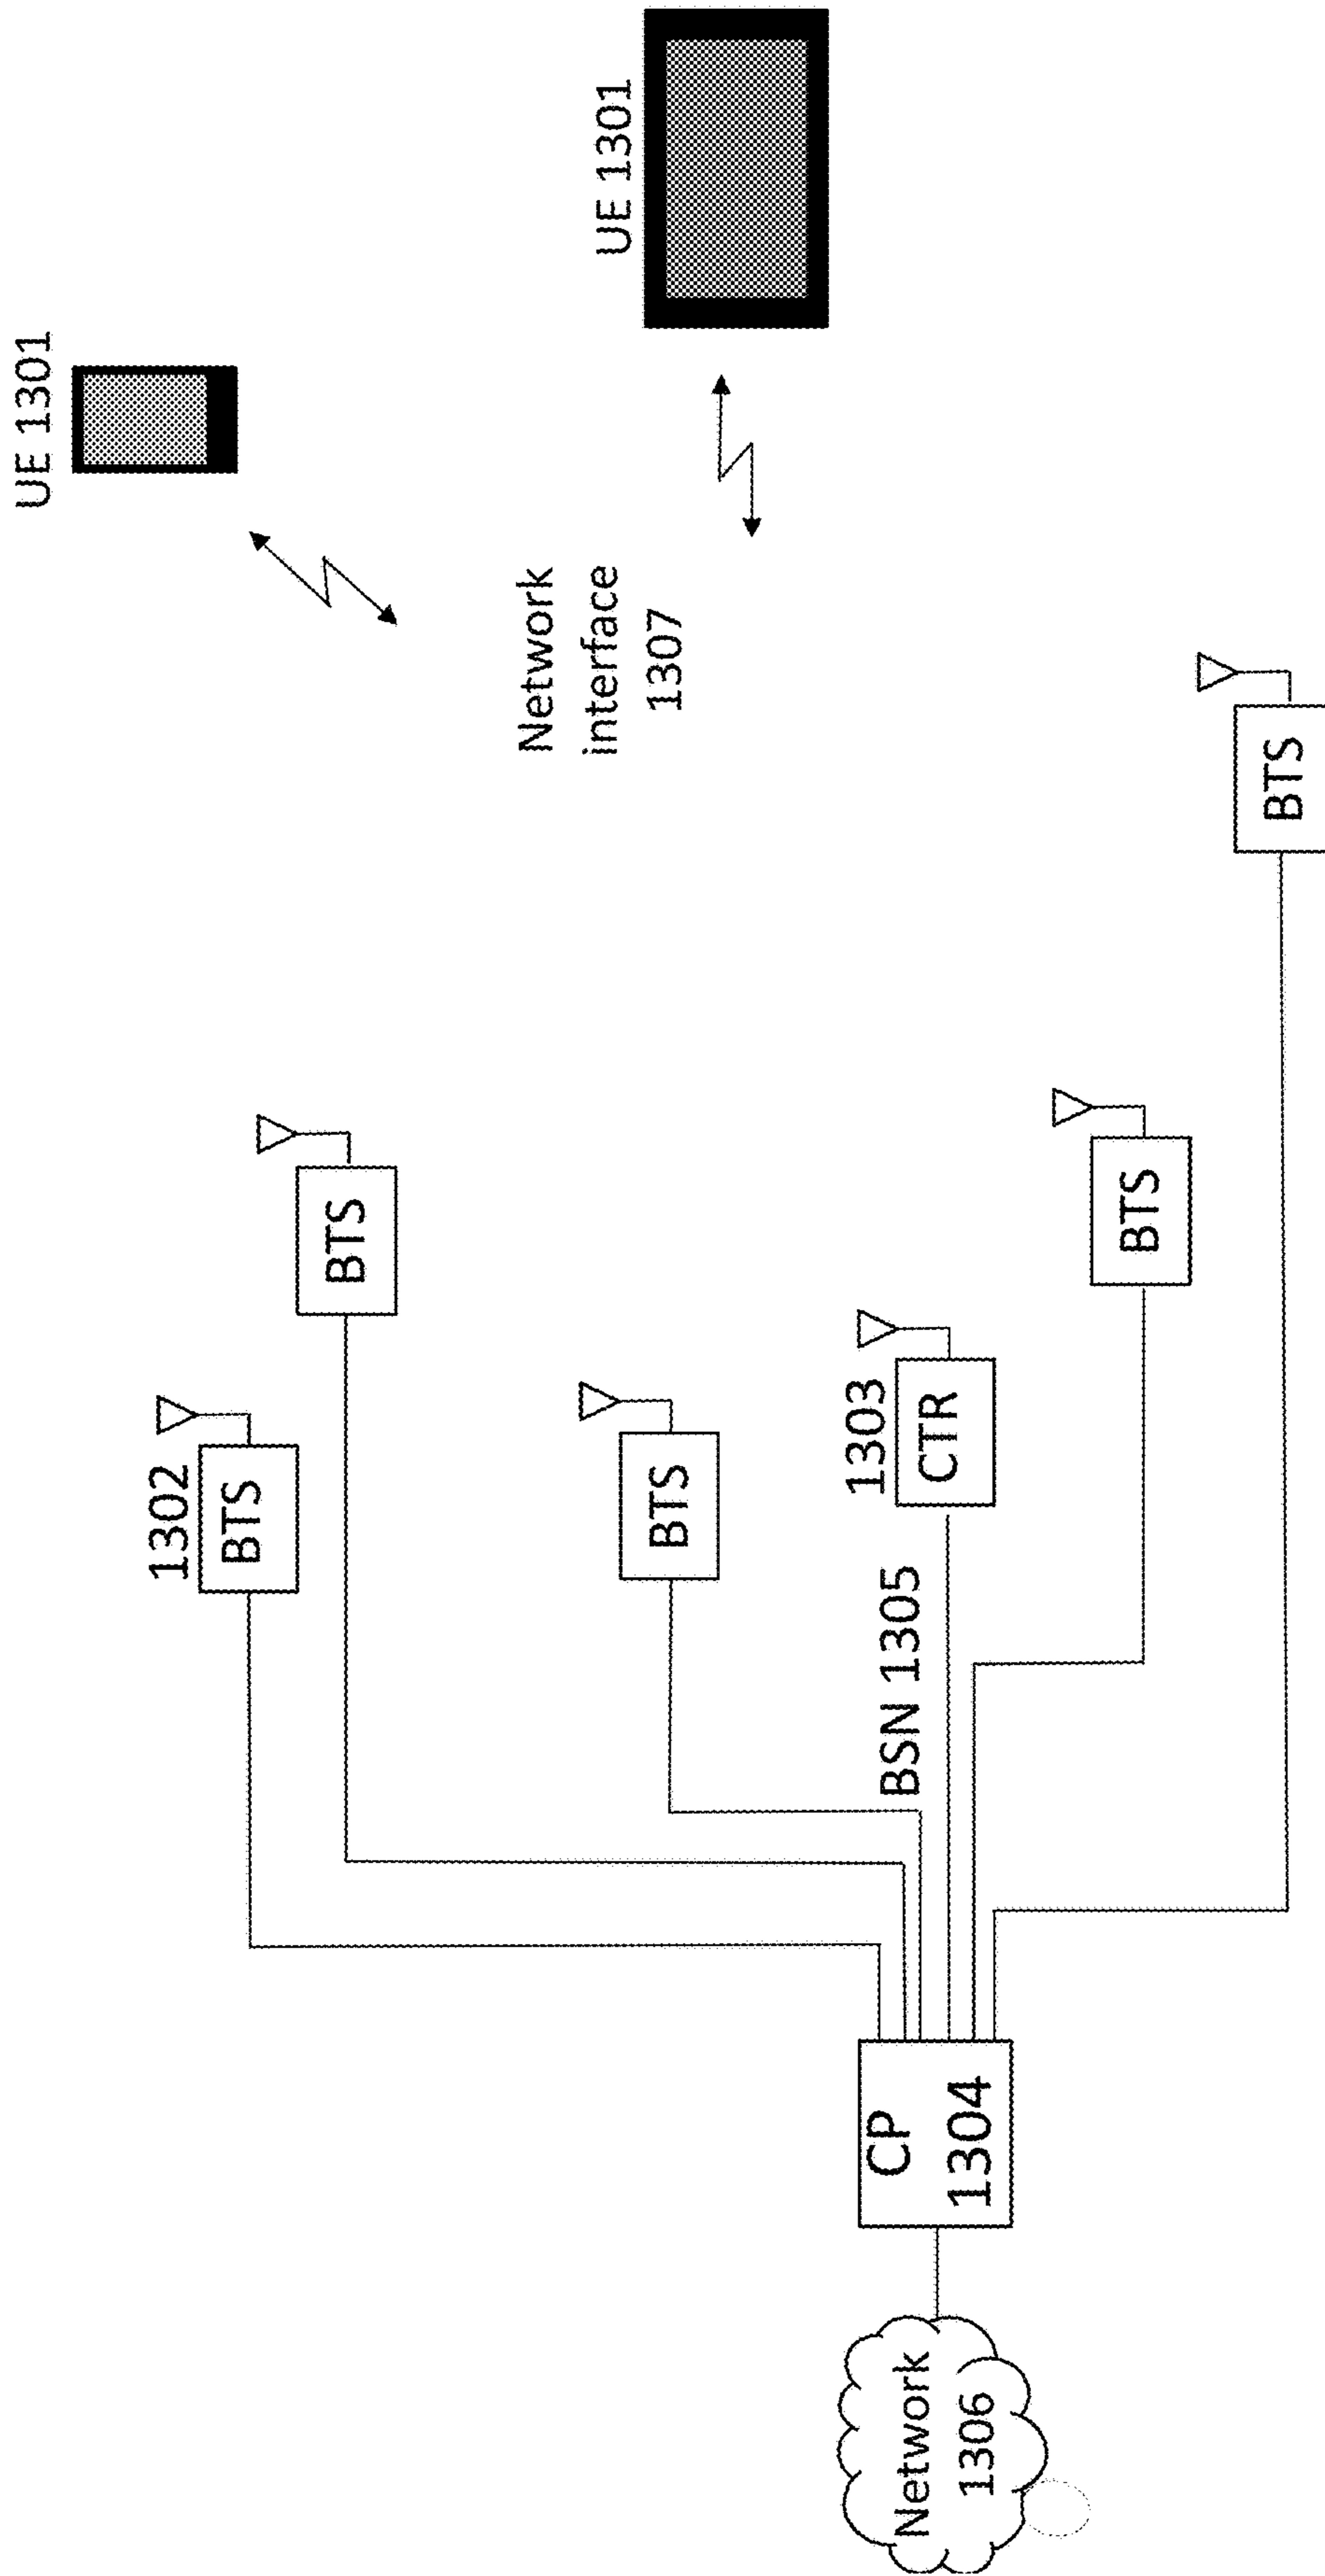 UE 1301
1302
BTS
BTS
Network
interface
1307
UE 1301
BTS
Network
1306
CP
1304
BSN 1305
1303
CTR
BTS
BTS